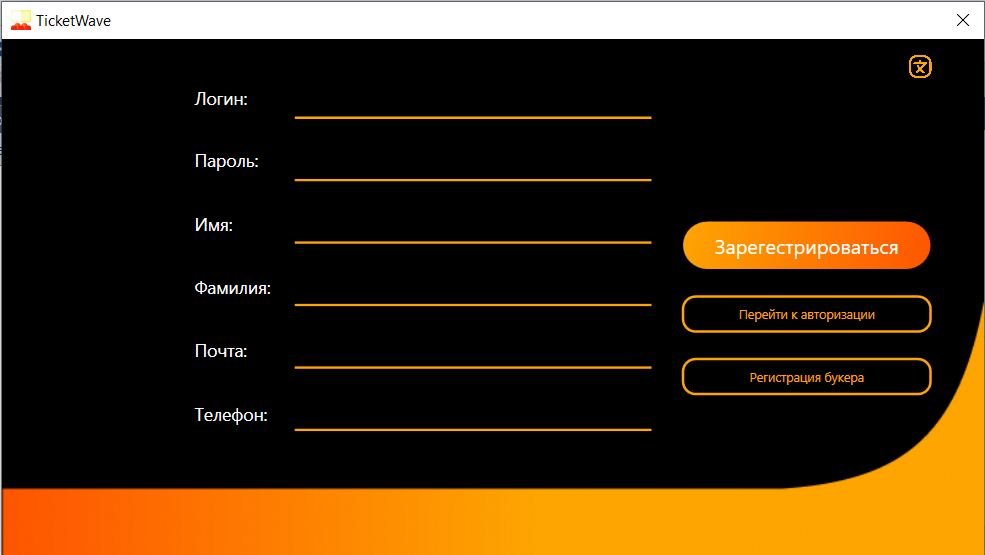 TicketWave
Логин:
Пароль:
Имя:
Зарегестрироваться
Фамилия:
Перейти к авторизации
Почта:
Регистрация букера
Телефон: